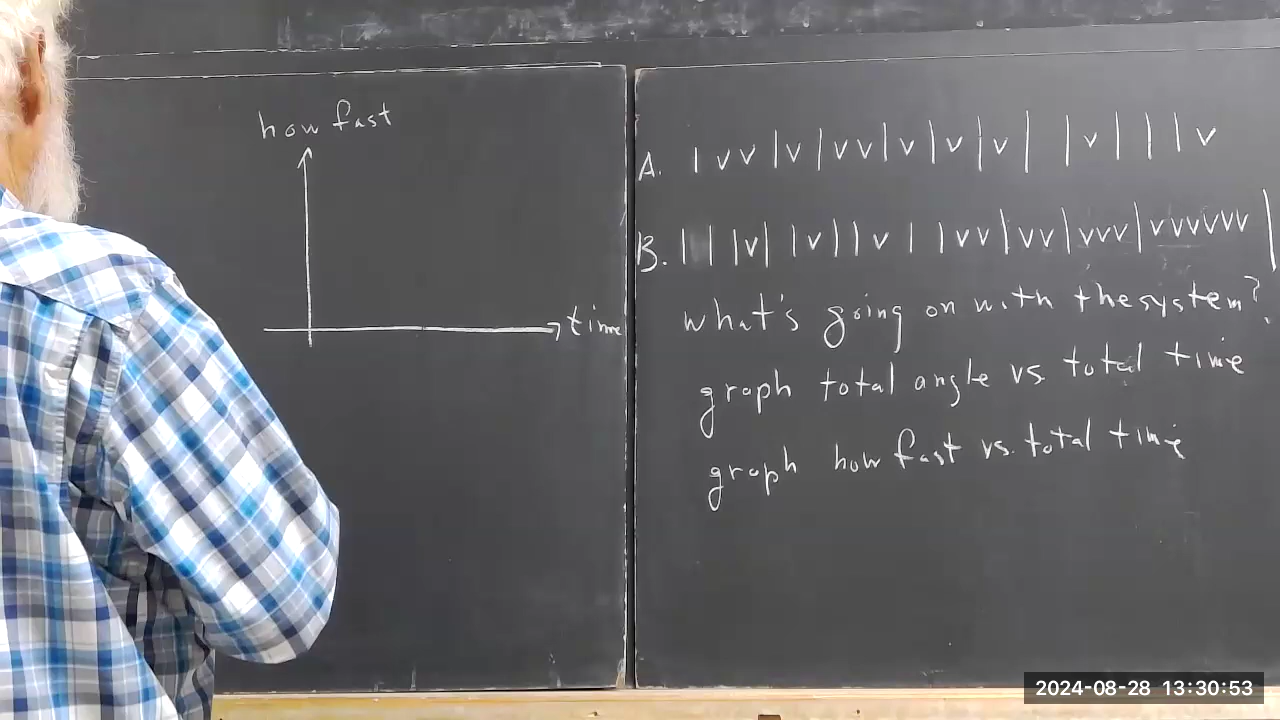 how fast
time
A. | v v | v | v v | v | v | v | | v | | | v
B. | | | v | | v | | v | | v v | v v | v v v | v v v v v v |
what's going on with the system?
graph total angle vs. total time
graph how fast vs. total time
2024-08-28 13:30:53